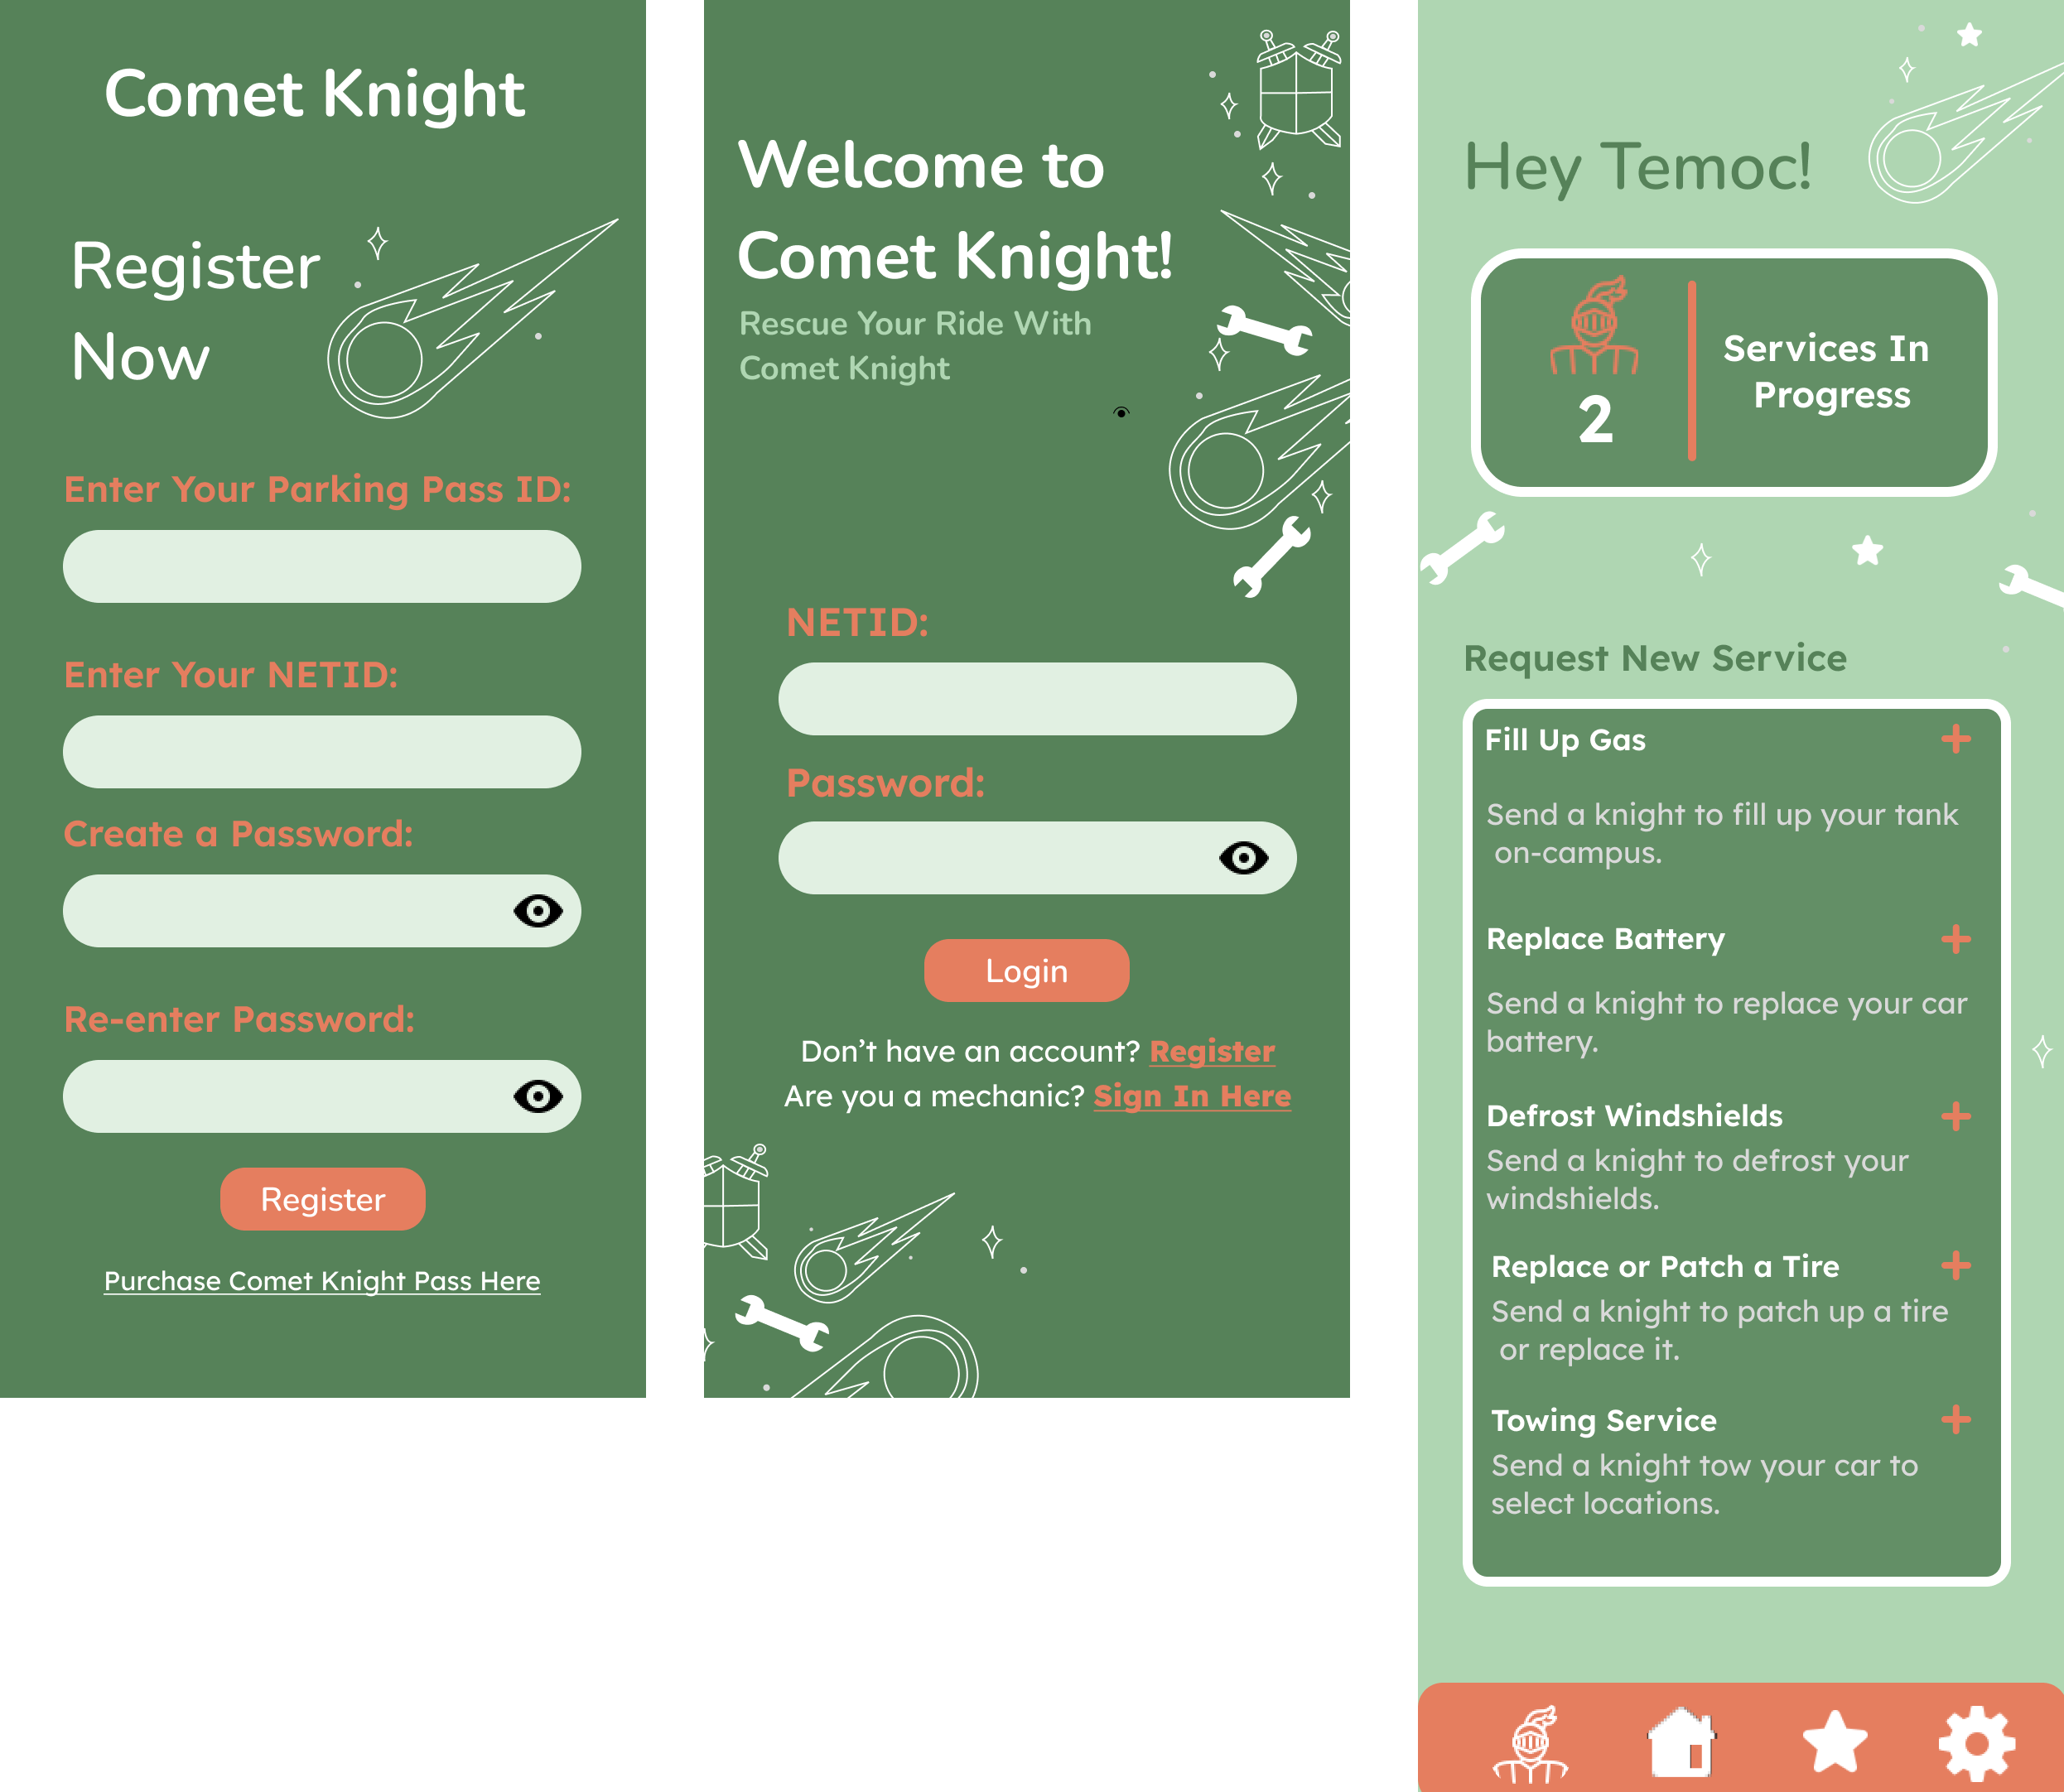 Comet Knight
Register
Now
Enter Your Parking Pass ID:
Enter Your NETID:
Create a Password:
Re-enter Password:
Register
Purchase Comet Knight Pass Here
Welcome to
Comet Knight!
Rescue Your Ride With
Comet Knight
NETID:
Password:
Login
Don’t have an account? Register
Are you a mechanic? Sign In Here
Hey Temoc!
2
Services In
Progress
Request New Service
Fill Up Gas
Send a knight to fill up your tank
on-campus.
Replace Battery
Send a knight to replace your car
battery.
Defrost Windshields
Send a knight to defrost your
windshields.
Replace or Patch a Tire
Send a knight to patch up a tire
or replace it.
Towing Service
Send a knight tow your car to
select locations.